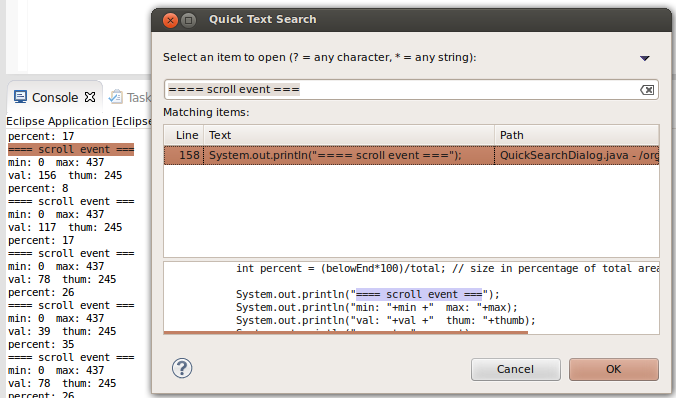 Quick Text Search
Select an item to open (? = any character, * = any string):
==== scroll event ===
Matching items:
Line Text Path
158 System.out.println("==== scroll event ===");  QuickSearchDialog.java - /org
int percent = (belowEnd*100)/total; // size in percentage of total area
System.out.println("==== scroll event ===");
System.out.println("min: "+min +"  max: "+max);
System.out.println("val: "+val +"  thum: "+thumb);
Cancel
OK
Console
Task
Eclipse Application [Eclipse
percent: 17
==== scroll event ===
min: 0  max: 437
val: 156  thum: 245
percent: 8
==== scroll event ===
min: 0  max: 437
val: 117  thum: 245
percent: 17
==== scroll event ===
min: 0  max: 437
val: 78  thum: 245
percent: 26
==== scroll event ===
min: 0  max: 437
val: 39  thum: 245
percent: 35
==== scroll event ===
min: 0  max: 437
val: 78  thum: 245
percent: 26